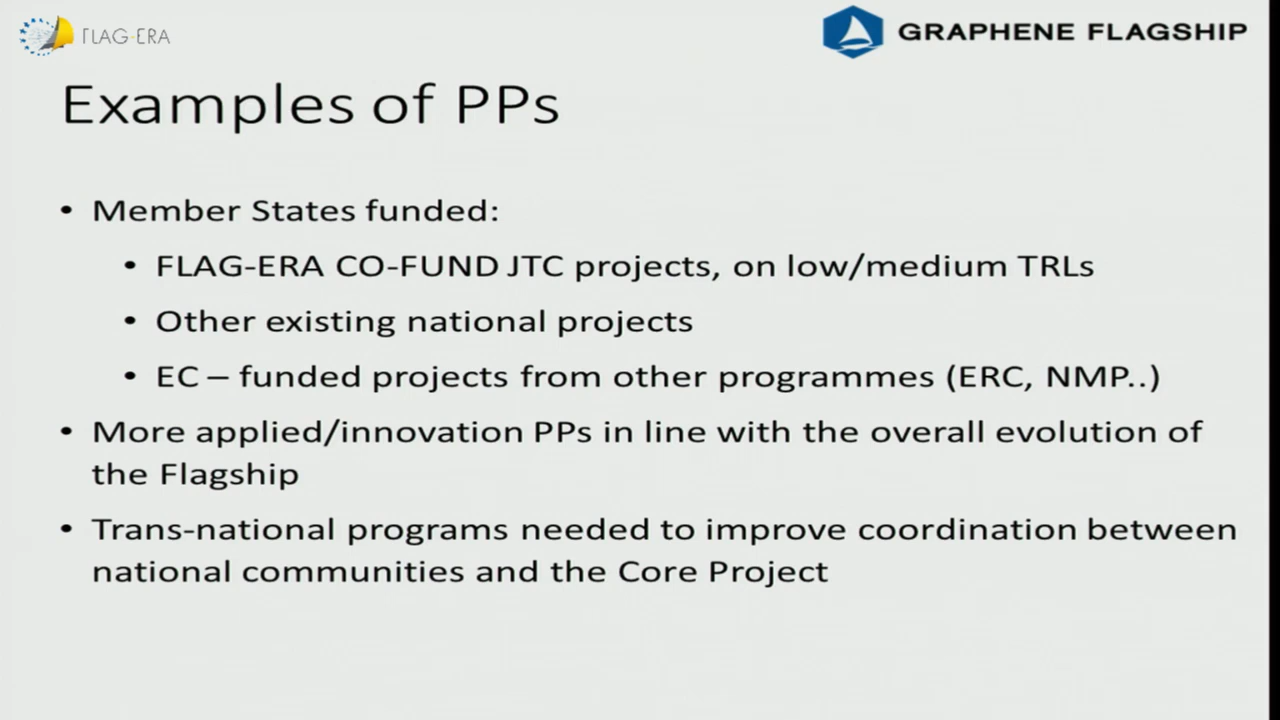 FLAG-ERA
GRAPHENE FLAGSHIP
Examples of PPs
• Member States funded:
• FLAG-ERA CO-FUND JTC projects, on low/medium TRLs
• Other existing national projects
• EC – funded projects from other programmes (ERC, NMP..)
• More applied/innovation PPs in line with the overall evolution of
the Flagship
• Trans-national programs needed to improve coordination between
national communities and the Core Project